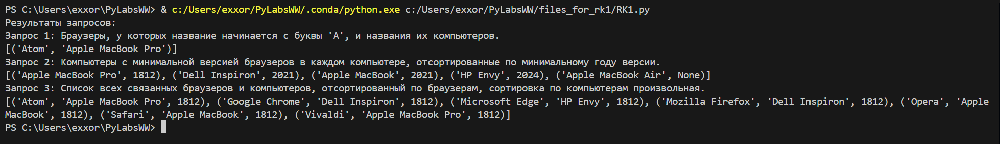 PS C:\Users\exxor\PyLabsWW> & c:/Users/exxor/PyLabsWW/.conda/python.exe c:/Users/exxor/PyLabsWW/files_for_rk1/RK1.py
Результаты запросов:
Запрос 1: Браузеры, у которых название начинается с буквы 'А', и названия их компьютеров.
[('Atom', 'Apple MacBook Pro')]
Запрос 2: Компьютеры с минимальной версией браузеров в каждом компьютере, отсортированные по минимальному году версии.
[('Apple MacBook Pro', 1812), ('Dell Inspiron', 2021), ('Apple MacBook', 2021), ('HP Envy', 2024), ('Apple MacBook Air', None)]
Запрос 3: Список всех связанных браузеров и компьютеров, отсортированный по браузерам, сортировка по компьютерам произвольная.
[('Atom', 'Apple MacBook Pro', 1812), ('Google Chrome', 'Dell Inspiron', 1812), ('Microsoft Edge', 'HP Envy', 1812), ('Mozilla Firefox', 'Dell Inspiron', 1812), ('Opera', 'Apple
MacBook', 1812), ('Safari', 'Apple MacBook', 1812), ('Vivaldi', 'Apple MacBook Pro', 1812)]
PS C:\Users\exxor\PyLabsWW>